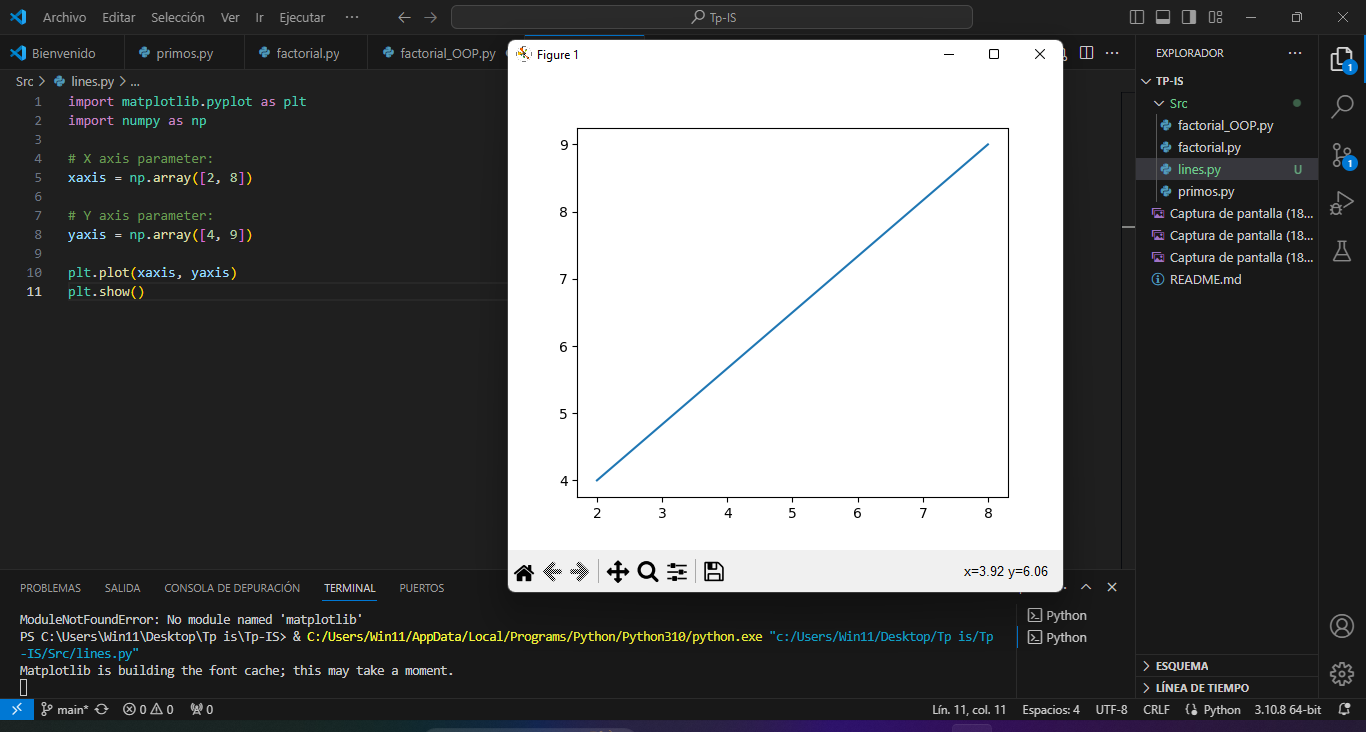 Archivo Editar Selección Ver Ir Ejecutar ···
Tp-IS
Bienvenido
primos.py
factorial.py
factorial_OOP.py
Src > lines.py > ...
1 import matplotlib.pyplot as plt
2 import numpy as np
3
4 # X axis parameter:
5 xaxis = np.array([2, 8])
6
7 # Y axis parameter:
8 yaxis = np.array([4, 9])
9
10 plt.plot(xaxis, yaxis)
11 plt.show()
Figure 1
9
8
7
6
5
4
2 3 4 5 6 7 8
x=3.92 y=6.06
EXPLORADOR
TP-IS
Src
factorial_OOP.py
factorial.py
lines.py U
primos.py
Captura de pantalla (18...
Captura de pantalla (18...
Captura de pantalla (18...
README.md
ESQUEMA
LÍNEA DE TIEMPO
1
1
PROBLEMAS SALIDA CONSOLA DE DEPURACIÓN TERMINAL PUERTOS
ModuleNotFoundError: No module named 'matplotlib'
PS C:\Users\Win11\Desktop\Tp is\Tp-IS> & C:/Users/Win11/AppData/Local/Programs/Python/Python310/python.exe "c:/Users/Win11/Desktop/Tp is/Tp
-IS/Src/lines.py"
Matplotlib is building the font cache; this may take a moment.
Python
Python
main* 0 0 0
Lín. 11, col. 11 Espacios: 4 UTF-8 CRLF Python 3.10.8 64-bit